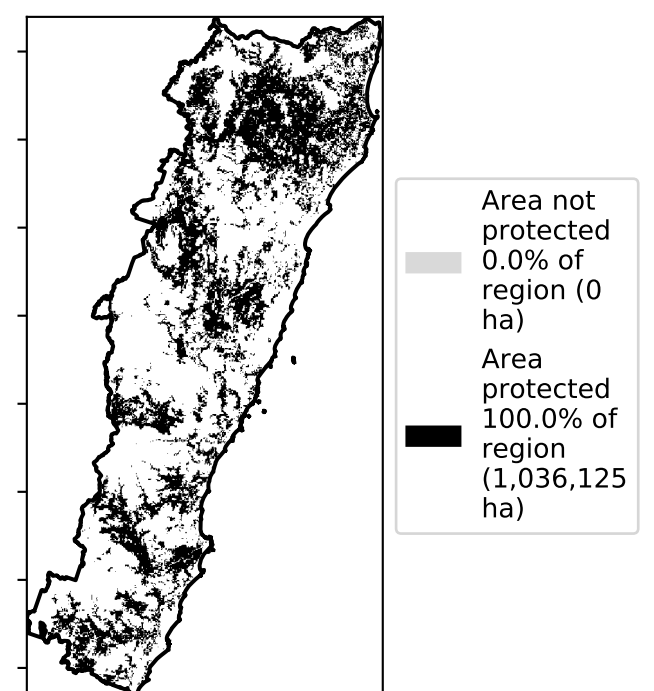 Area not
protected
0.0% of
region (0
ha)
Area
protected
100.0% of
region
(1,036,125
ha)